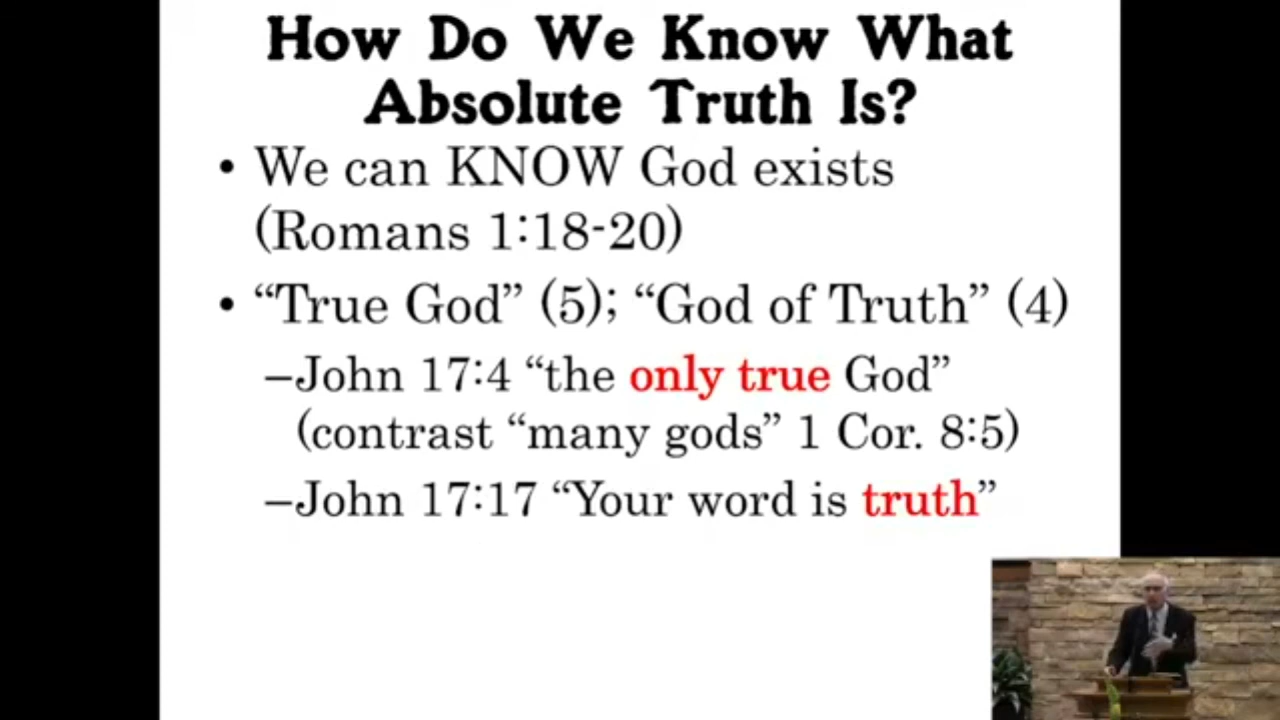 How Do We Know What
Absolute Truth Is?
• We can KNOW God exists
(Romans 1:18-20)
• “True God” (5); “God of Truth” (4)
–John 17:4 “the only true God”
(contrast “many gods” 1 Cor. 8:5)
–John 17:17 “Your word is truth”